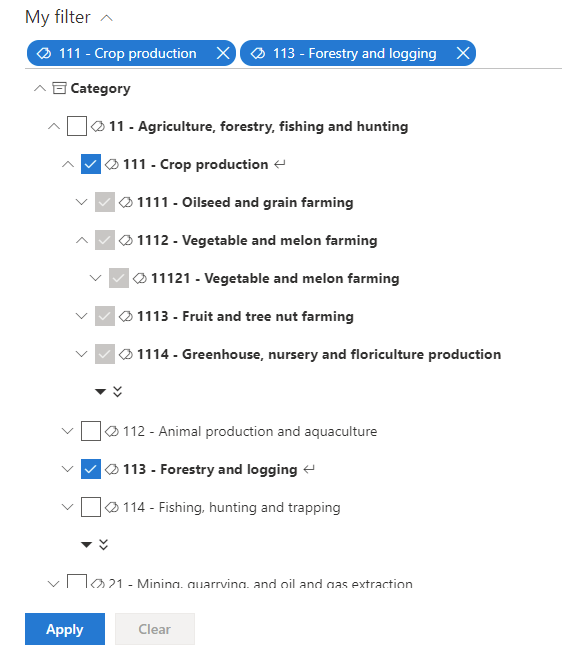 My filter
111 - Crop production 113 - Forestry and logging
Category
11 - Agriculture, forestry, fishing and hunting
111 - Crop production
1111 - Oilseed and grain farming
1112 - Vegetable and melon farming
11121 - Vegetable and melon farming
1113 - Fruit and tree nut farming
1114 - Greenhouse, nursery and floriculture production
112 - Animal production and aquaculture
113 - Forestry and logging
114 - Fishing, hunting and trapping
21 - Mining, quarrying, and oil and gas extraction
Apply Clear